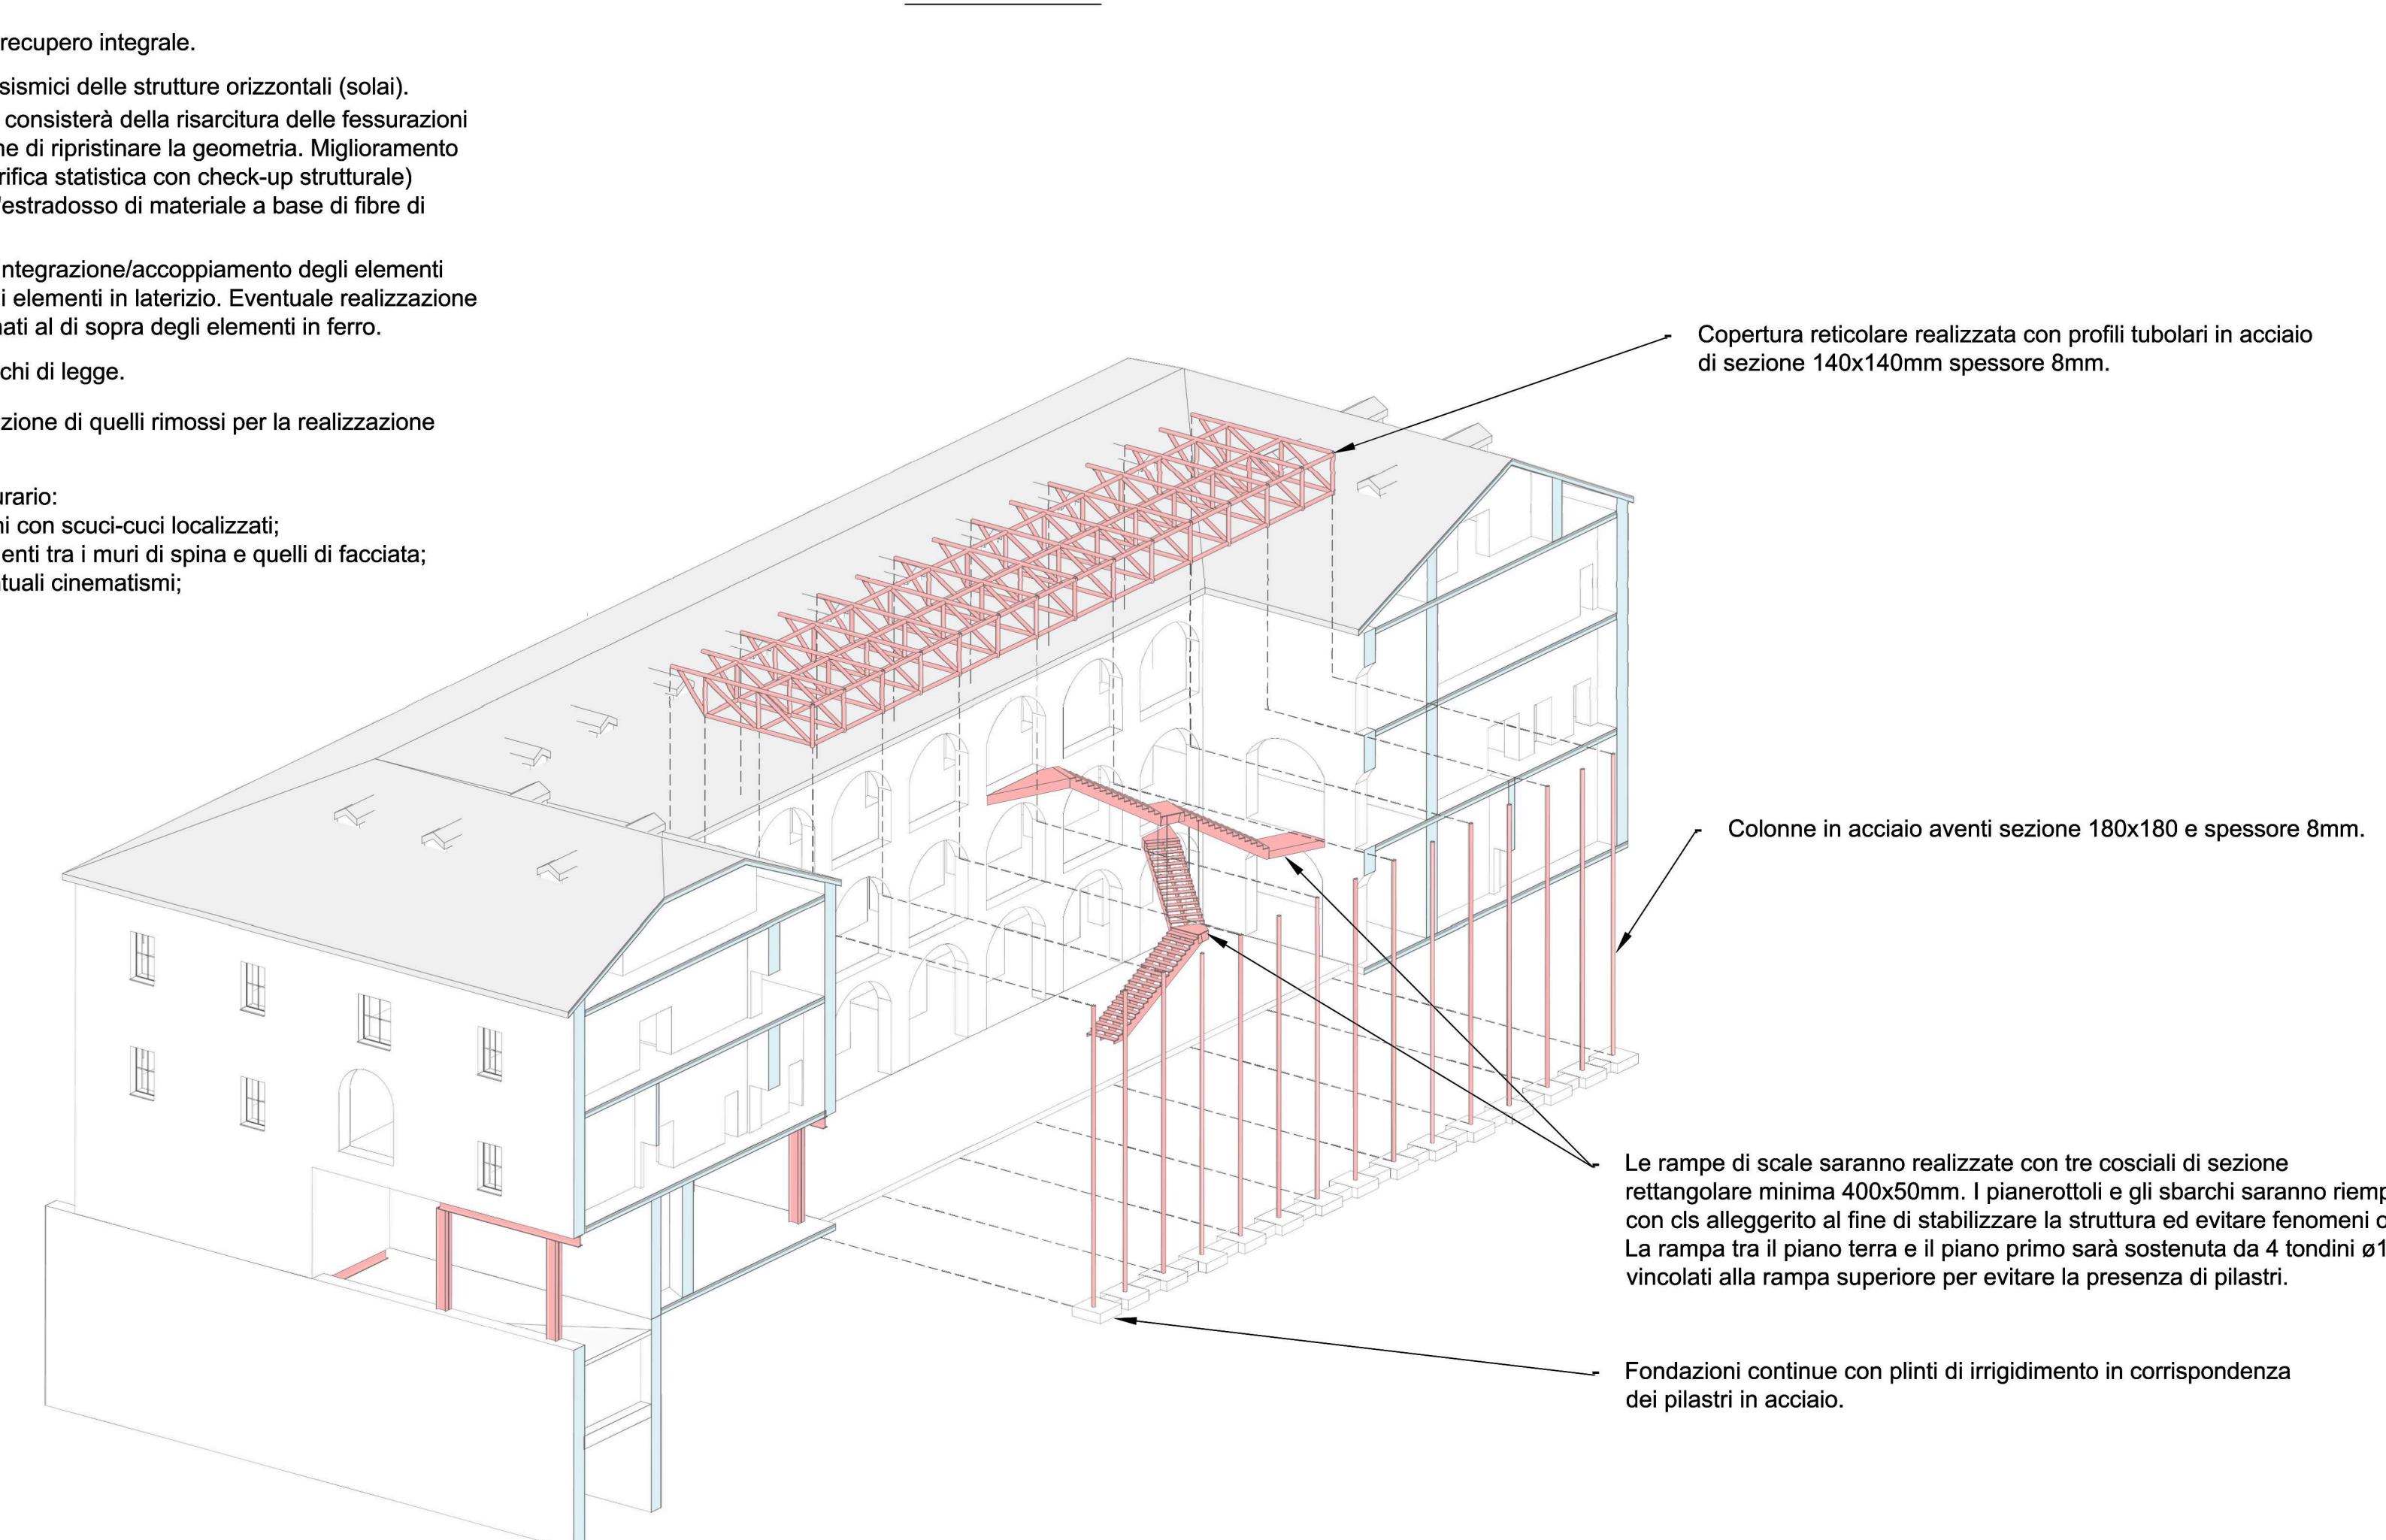 recupero integrale.
sismici delle strutture orizzontali (solai).
consisterà della risarcitura delle fessurazioni
ne di ripristinare la geometria. Miglioramento
rifica statistica con check-up strutturale)
l'estradosso di materiale a base di fibre di
integrazione/accoppiamento degli elementi
i elementi in laterizio. Eventuale realizzazione
nati al di sopra degli elementi in ferro.
chi di legge.
zione di quelli rimossi per la realizzazione
urario:
ni con scuci-cuci localizzati;
enti tra i muri di spina e quelli di facciata;
ntuali cinematismi;
- Copertura reticolare realizzata con profili tubolari in acciaio
di sezione 140x140mm spessore 8mm.
- Colonne in acciaio aventi sezione 180x180 e spessore 8mm.
- Le rampe di scale saranno realizzate con tre cosciali di sezione
rettangolare minima 400x50mm. I pianerottoli e gli sbarchi saranno riemp
con cls alleggerito al fine di stabilizzare la struttura ed evitare fenomeni
La rampa tra il piano terra e il piano primo sarà sostenuta da 4 tondini ø1
vincolati alla rampa superiore per evitare la presenza di pilastri.
- Fondazioni continue con plinti di irrigidimento in corrispondenza
dei pilastri in acciaio.